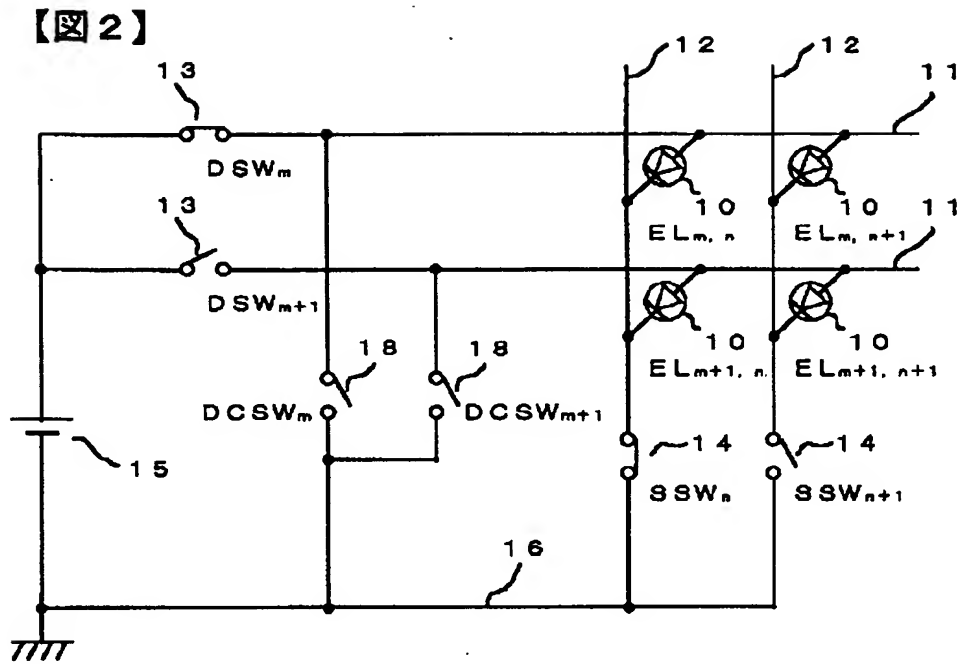 【図2】
12 12
13 11
DSWm
13 10 10
ELm, n ELm, n+1 11
DSWm+1
18 18 10 10
ELm+1, n. ELm+1, n+1
DCSWm DCSWm+1
15 14 14
SSWn SSWn+1
16